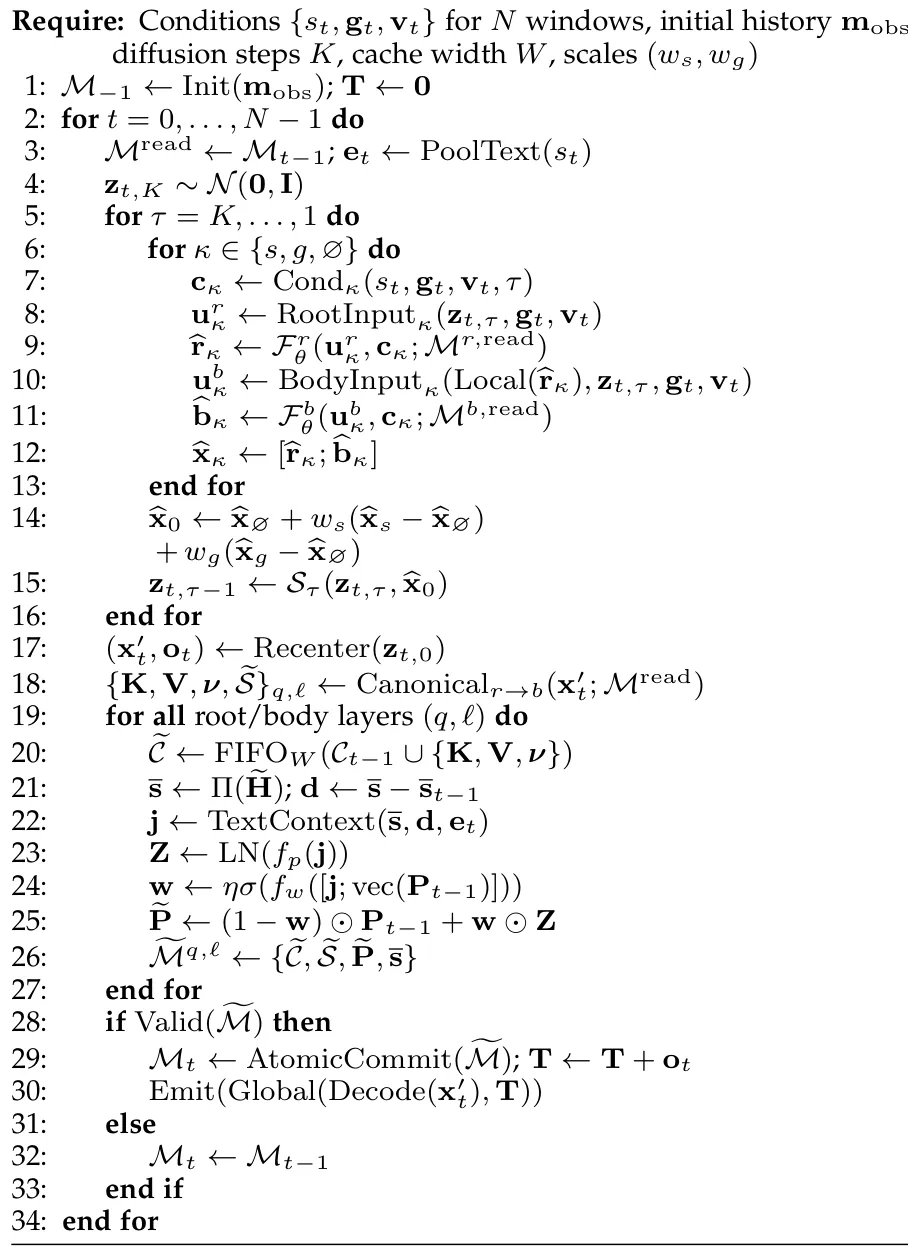 Require: Conditions {s_t, g_t, v_t} for N windows, initial history m_obs
diffusion steps K, cache width W, scales (w_s, w_g)
1: ℳ_{−1} ← Init(m_obs); T ← 0
2: for t = 0, . . . , N − 1 do
3: ℳ^read ← ℳ_{t−1}; e_t ← PoolText(s_t)
4: z_{t,K} ∼ 𝒩(0, I)
5: for τ = K, . . . , 1 do
6: for κ ∈ {s, g, ∅} do
7: c_κ ← Cond_κ(s_t, g_t, v_t, τ)
8: u^r_κ ← RootInput_κ(z_{t,τ}, g_t, v_t)
9: r̂_κ ← ℱ^r_θ(u^r_κ, c_κ; ℳ^{r,read})
10: u^b_κ ← BodyInput_κ(Local(r̂_κ), z_{t,τ}, g_t, v_t)
11: b̂_κ ← ℱ^b_θ(u^b_κ, c_κ; ℳ^{b,read})
12: x̂_κ ← [r̂_κ; b̂_κ]
13: end for
14: x̂_0 ← x̂_∅ + w_s(x̂_s − x̂_∅)
+ w_g(x̂_g − x̂_∅)
15: z_{t,τ−1} ← 𝒮_τ(z_{t,τ}, x̂_0)
16: end for
17: (x′_t, o_t) ← Recenter(z_{t,0})
18: {K, V, ν, 𝒮̃}_{q,ℓ} ← Canonical_{r→b}(x′_t; ℳ^read)
19: for all root/body layers (q, ℓ) do
20: 𝒞̃ ← FIFO_W(𝒞_{t−1} ∪ {K, V, ν})
21: s̄ ← Π(H̃); d ← s̄ − s̄_{t−1}
22: j ← TextContext(s̄, d, e_t)
23: Z ← LN(f_p(j))
24: w ← ησ(f_w([j; vec(P_{t−1})]))
25: P̃ ← (1 − w) ⊙ P_{t−1} + w ⊙ Z
26: ℳ̃^{q,ℓ} ← {𝒞̃, 𝒮̃, P̃, s̄}
27: end for
28: if Valid(ℳ̃) then
29: ℳ_t ← AtomicCommit(ℳ̃); T ← T + o_t
30: Emit(Global(Decode(x′_t), T))
31: else
32: ℳ_t ← ℳ_{t−1}
33: end if
34: end for